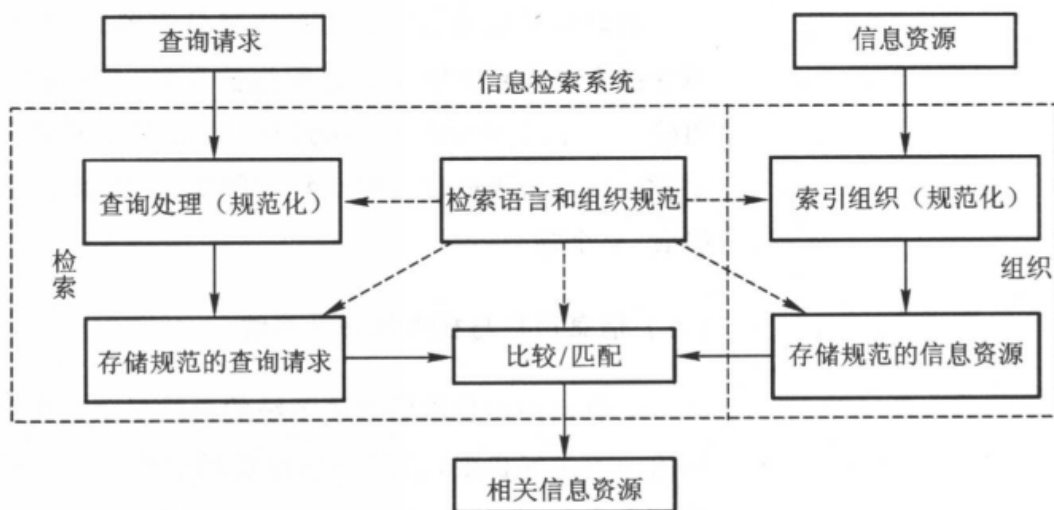 查询请求
信息资源
信息检索系统
查询处理（规范化）
检索语言和组织规范
索引组织（规范化）
检
索
组织
存储规范的查询请求
比较/匹配
存储规范的信息资源
相关信息资源